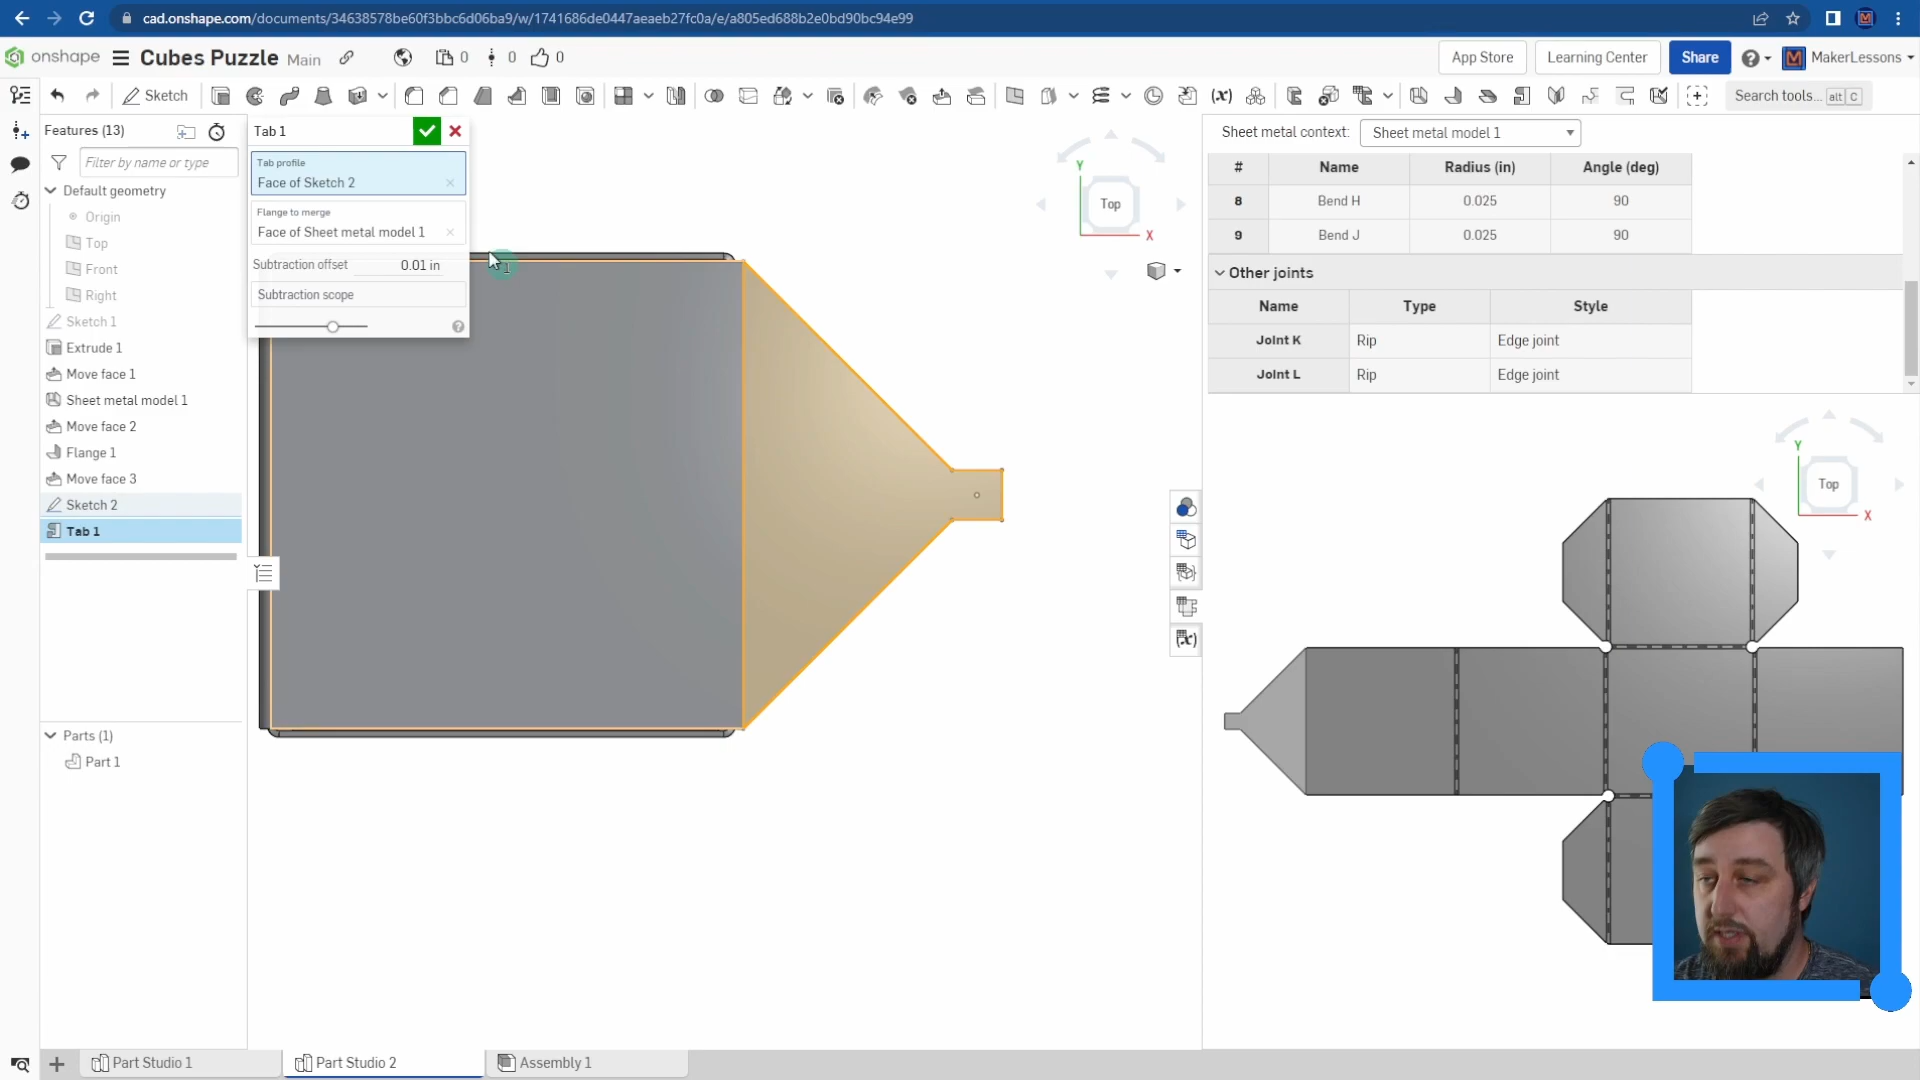 cad.onshape.com/documents/34638578be60f3bbc6d06ba9/w/1741686de0447aeaeb27fc0a/e/a805ed688b2e0bd90bc94e99
onshape Cubes Puzzle Main 0 0 0
App Store Learning Center Share MakerLessons
Sketch (x) Search tools... alt C
Features (13)
Filter by name or type
Default geometry
Origin
Top
Front
Right
Sketch 1
Extrude 1
Move face 1
Sheet metal model 1
Move face 2
Flange 1
Move face 3
Sketch 2
Tab 1
Parts (1)
Part 1
Tab 1
Tab profile
Face of Sketch 2
Flange to merge
Face of Sheet metal model 1
Subtraction offset 0.01 in
Subtraction scope
1
Y
Top
X
Sheet metal context: Sheet metal model 1
# Name Radius (in) Angle (deg)
8 Bend H 0.025 90
9 Bend J 0.025 90
Other joints
Name Type Style
Joint K Rip Edge joint
Joint L Rip Edge joint
Y
Top
X
(x)
Part Studio 1 Part Studio 2 Assembly 1